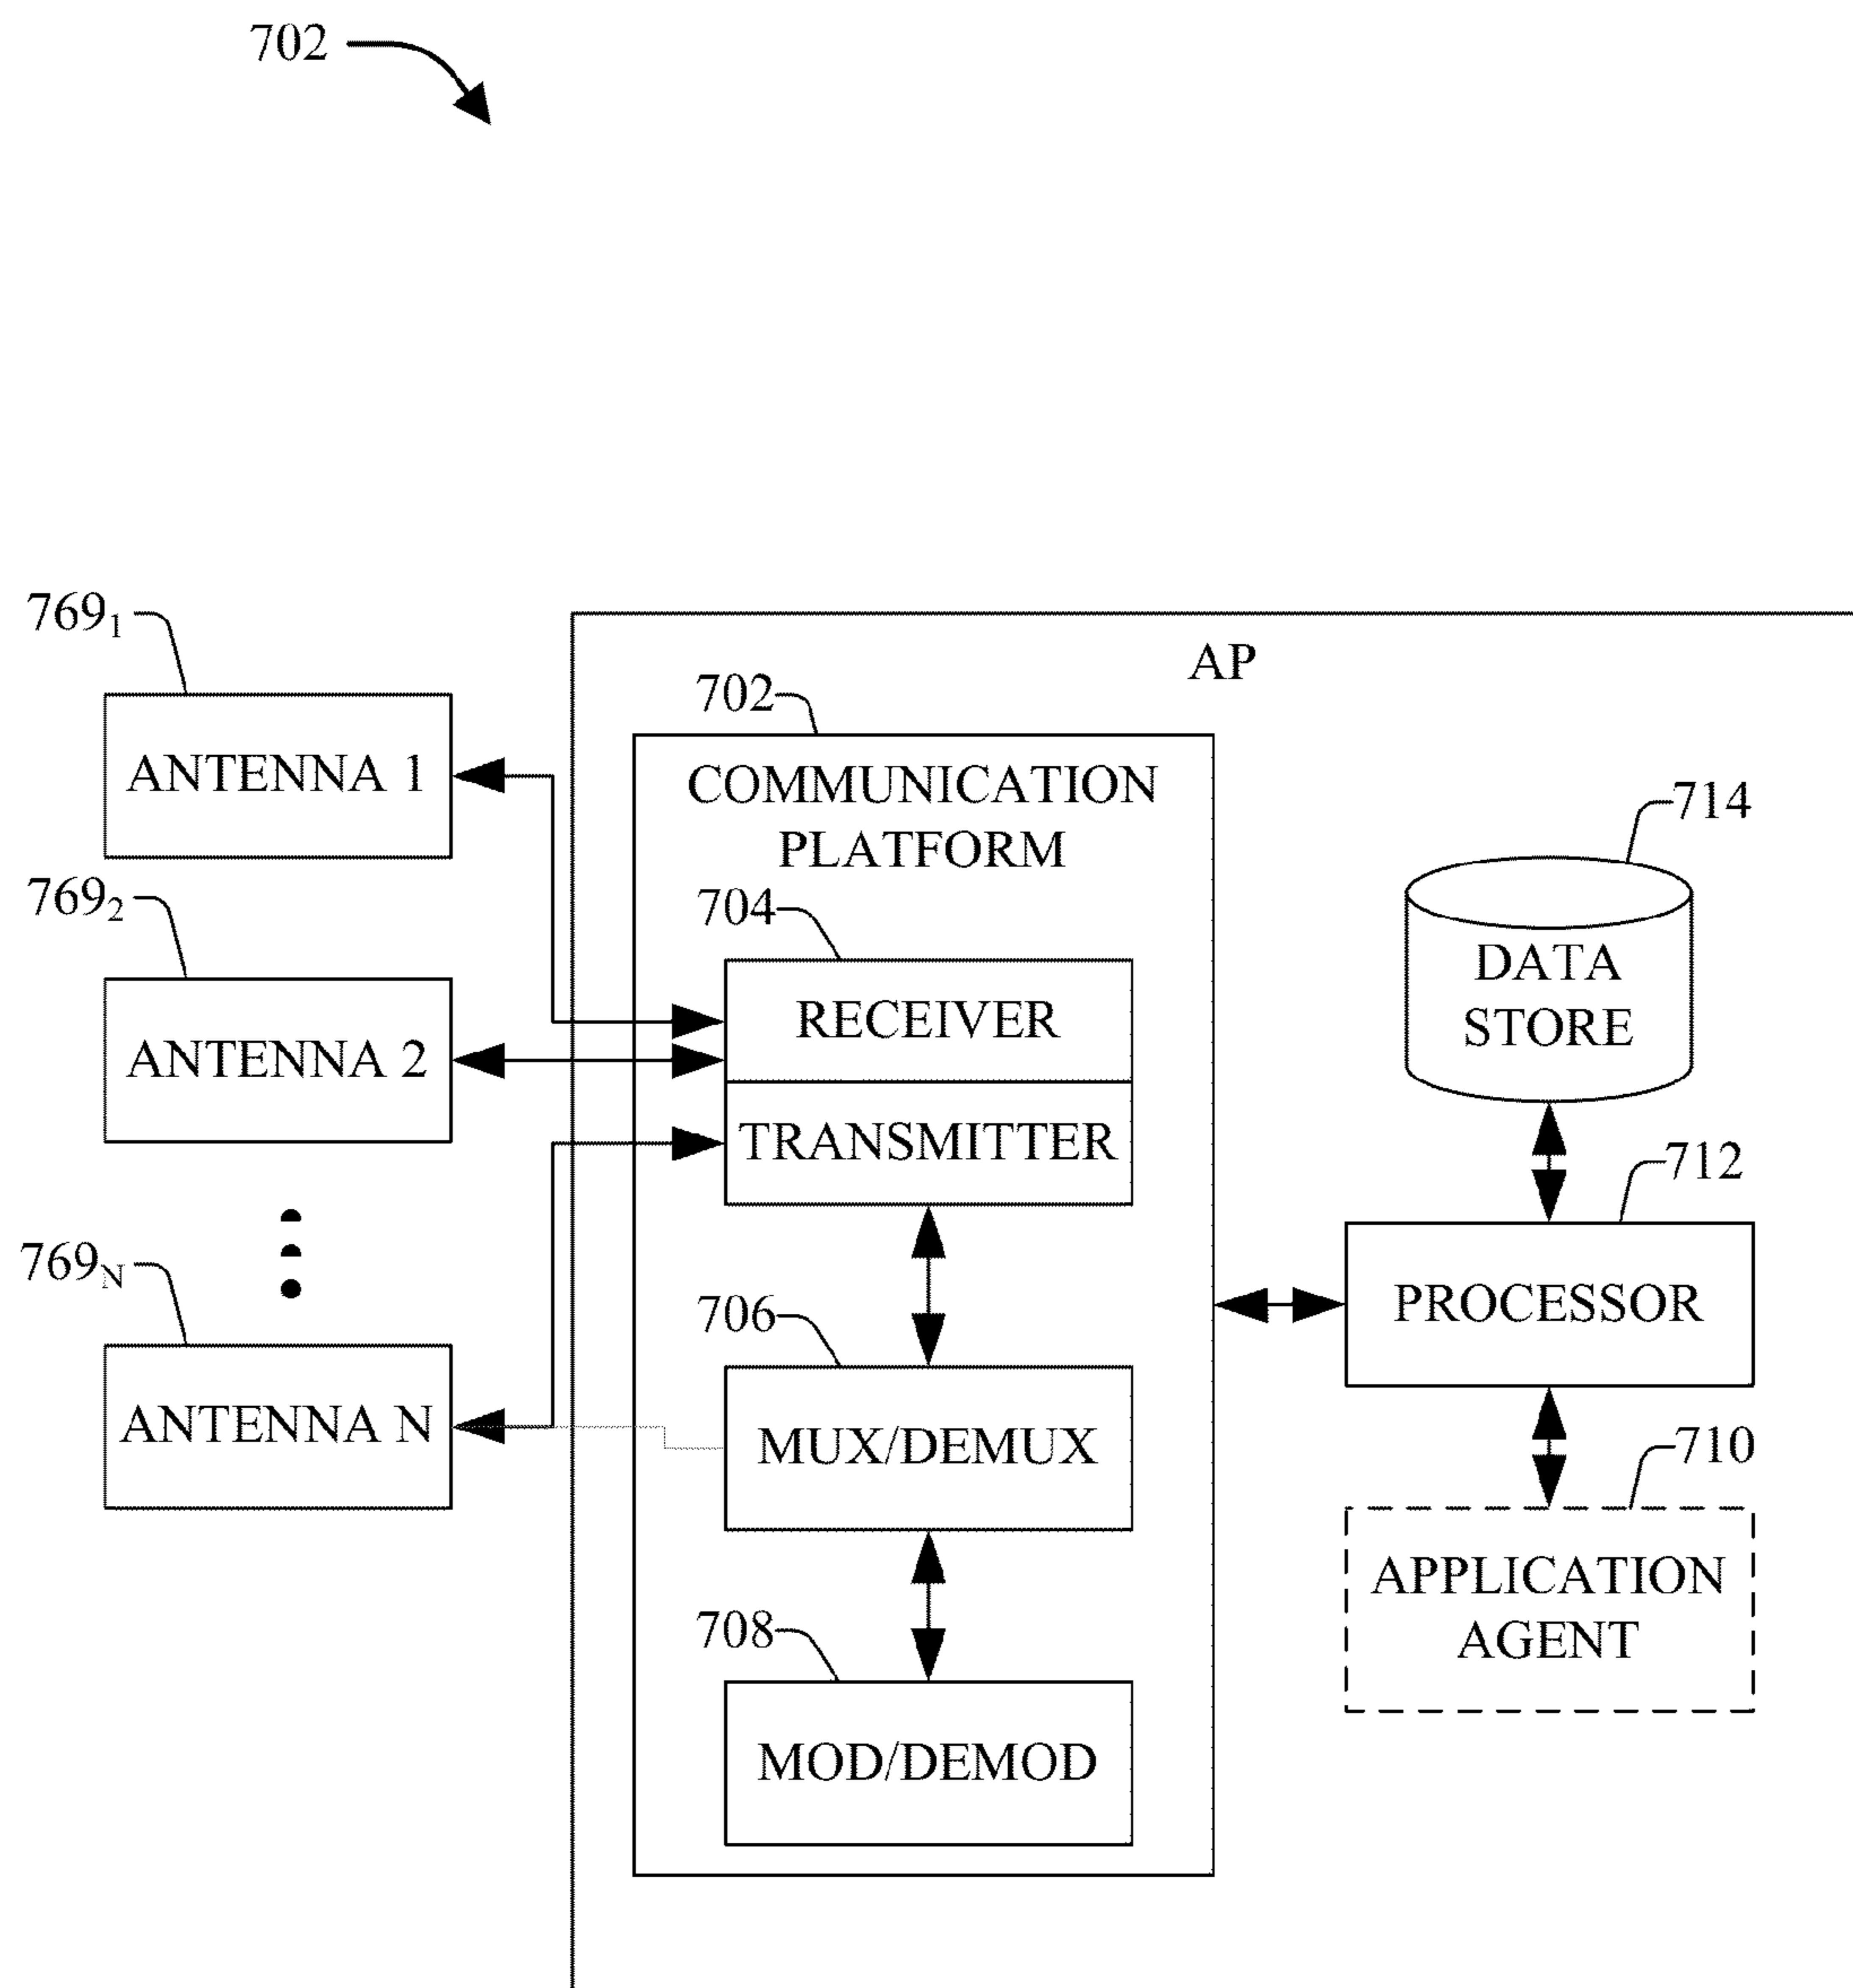 702
769₁
AP
702
ANTENNA 1
COMMUNICATION
PLATFORM
714
769₂
704
DATA
STORE
RECEIVER
ANTENNA 2
TRANSMITTER
712
769N
706
PROCESSOR
ANTENNA N
MUX/DEMUX
710
APPLICATION
AGENT
708
MOD/DEMOD